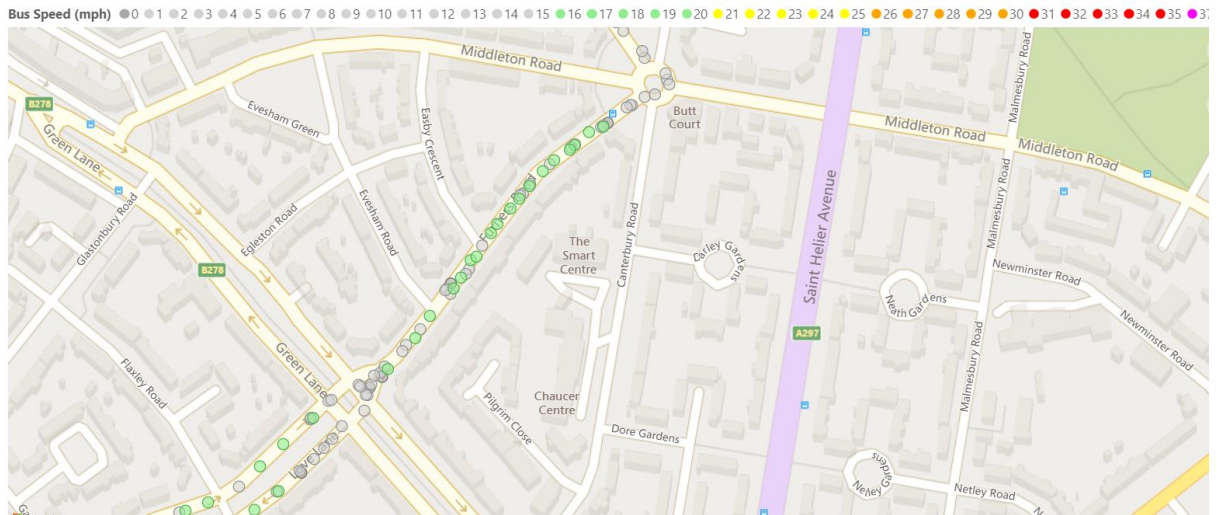 Bus Speed (mph) 0 1 2 3 4 5 6 7 8 9 10 11 12 13 14 15 16 17 18 19 20 21 22 23 24 25 26 27 28 29 30 31 32 33 34 35 37
Middleton Road
B278
Evesham Green
Easby Crescent
Butt
Court
Malmesbury Road
Middleton Road
Middleton Road
Green Lane
Glastonbury Road
Egleston Road
Evesham Road
Road
The
Smart
Centre
Canterbury Road
Darley Gardens
Saint Helier Avenue
Malmesbury Road
Newminster Road
B278
Neath Gardens
A297
Newminster Road
Green Lane
Flaxley Road
Malmesbury Road
Chaucer
Centre
Pilgrim Close
Dore Gardens
Gardens
Netley Road